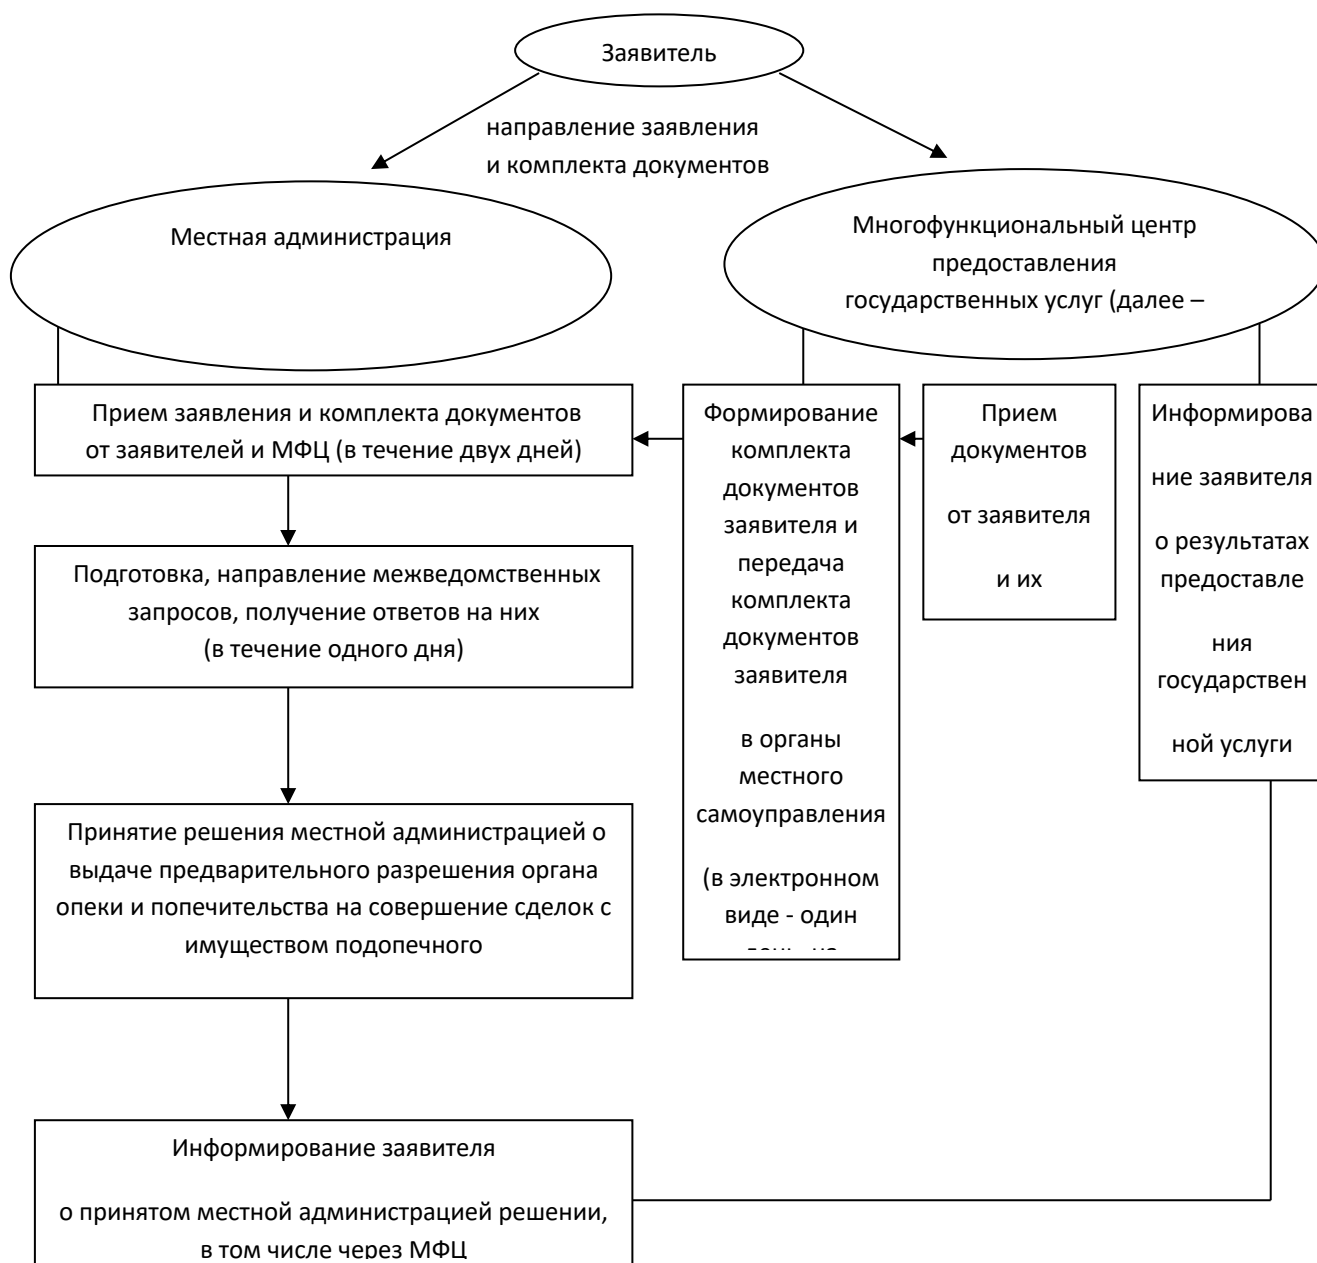 Заявитель
направление заявления
и комплекта документов
Местная администрация
Многофункциональный центр
предоставления
государственных услуг (далее –
Прием заявления и комплекта документов
от заявителей и МФЦ (в течение двух дней)
Формирование
комплекта
документов
заявителя и
передача
комплекта
документов
заявителя
в органы
местного
самоуправления
(в электронном
виде - один
Прием
документов
от заявителя
и их
Информирова
ние заявителя
о результатах
предоставле
ния
государствен
ной услуги
Подготовка, направление межведомственных
запросов, получение ответов на них
(в течение одного дня)
Принятие решения местной администрацией о
выдаче предварительного разрешения органа
опеки и попечительства на совершение сделок с
имуществом подопечного
Информирование заявителя
о принятом местной администрацией решении,
в том числе через МФЦ